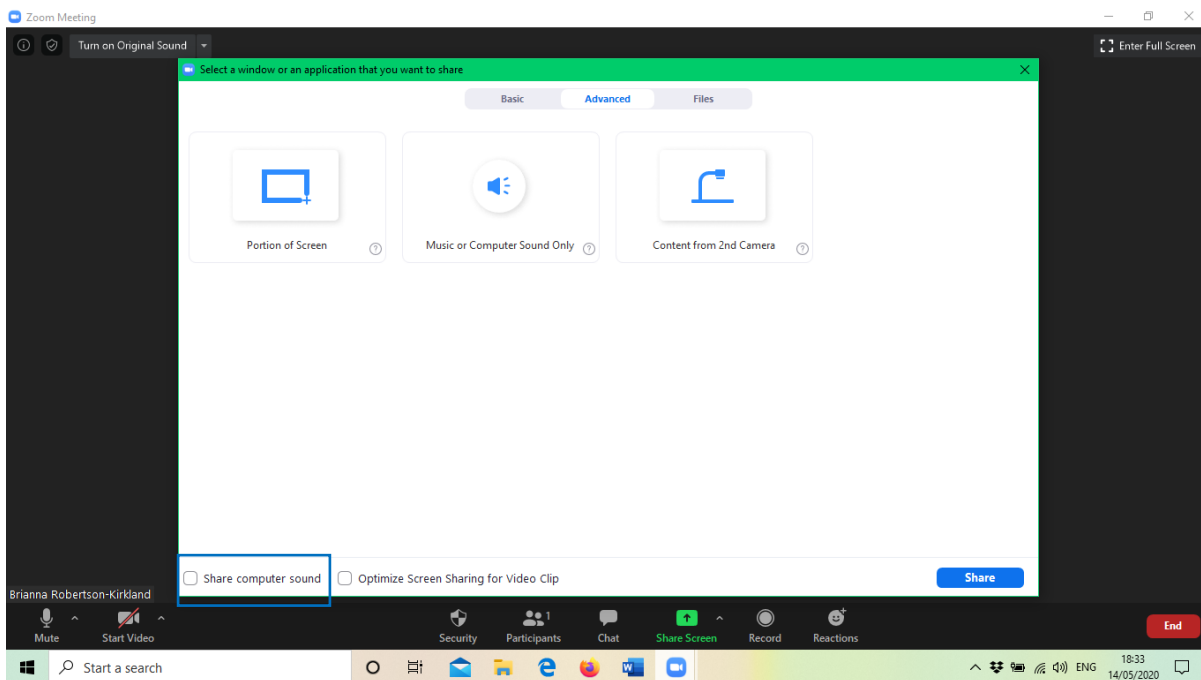 Zoom Meeting
Turn on Original Sound
Enter Full Screen
Select a window or an application that you want to share
Basic Advanced Files
Portion of Screen ? Music or Computer Sound Only ? Content from 2nd Camera ?
Share computer sound Optimize Screen Sharing for Video Clip Share
Brianna Robertson-Kirkland
1
Mute Start Video Security Participants Chat Share Screen Record Reactions End
Start a search ENG 18:33
14/05/2020